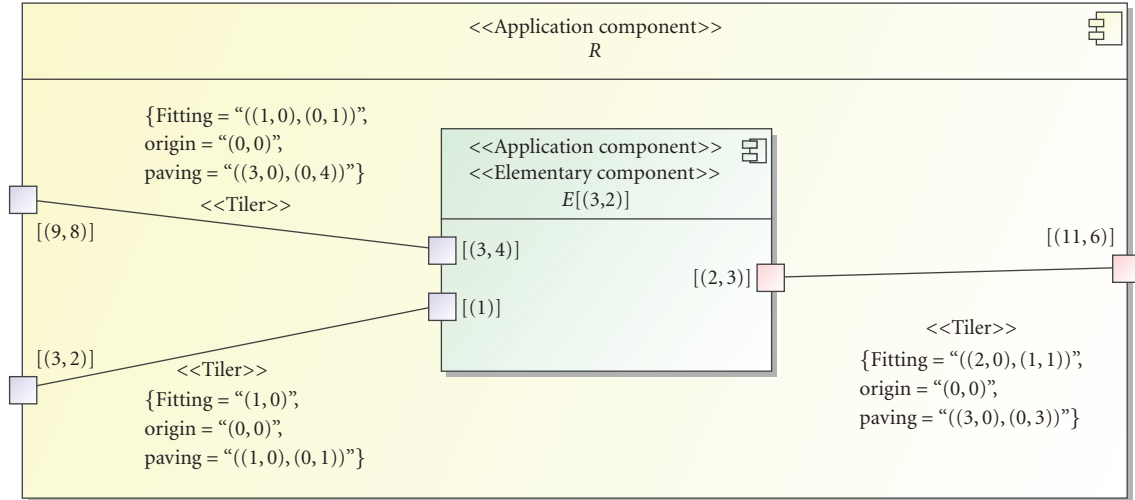 <<Application component>>
R
{Fitting = “((1, 0), (0, 1))”,
origin = “(0, 0)”,
paving = “((3, 0), (0, 4))”}
<<Tiler>>
[(9, 8)]
<<Application component>>
<<Elementary component>>
E[(3,2)]
[(3, 4)]
[(1)]
[(2, 3)]
[(11, 6)]
[(3, 2)]
<<Tiler>>
{Fitting = “(1, 0)”,
origin = “(0, 0)”,
paving = “((1, 0), (0, 1))”}
<<Tiler>>
{Fitting = “((2, 0), (1, 1))”,
origin = “(0, 0)”,
paving = “((3, 0), (0, 3))”}